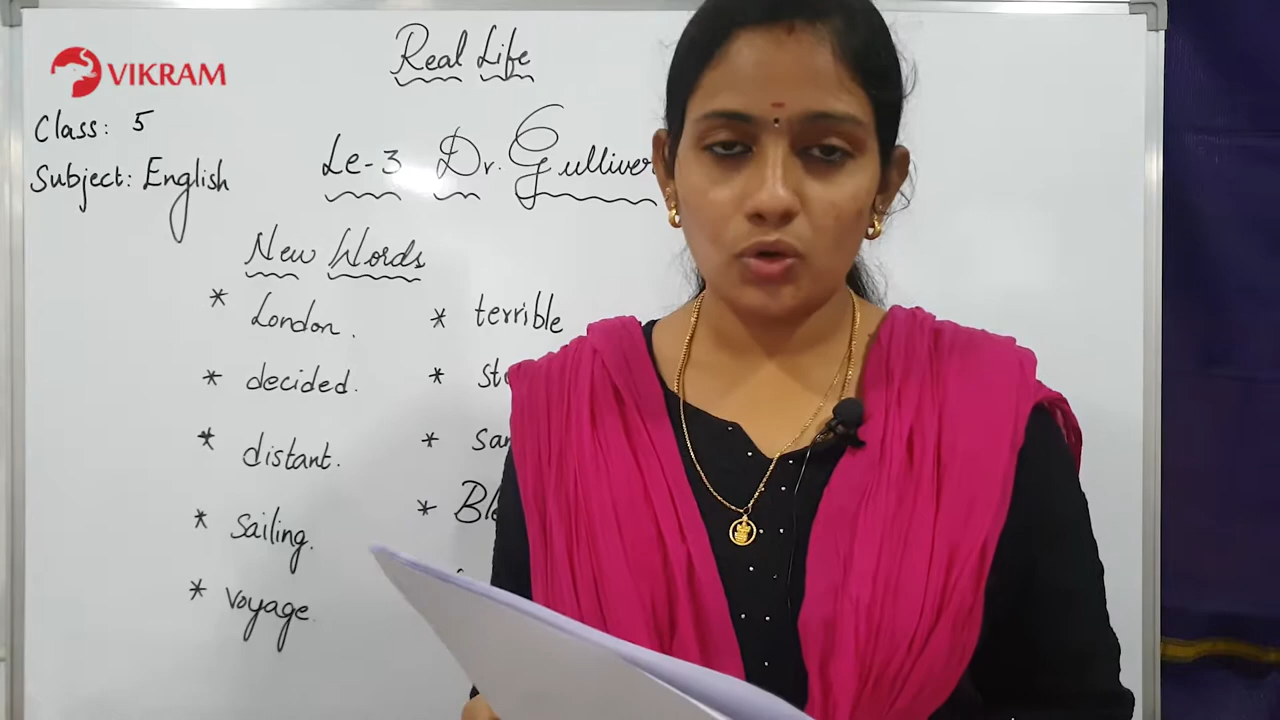 VIKRAM
Real Life
Class: 5
Subject: English
Le-3 Dr. Gulliver
New Words
* London.
* terrible
* decided.
*
* distant.
*
* Sailing.
*
* Voyage.